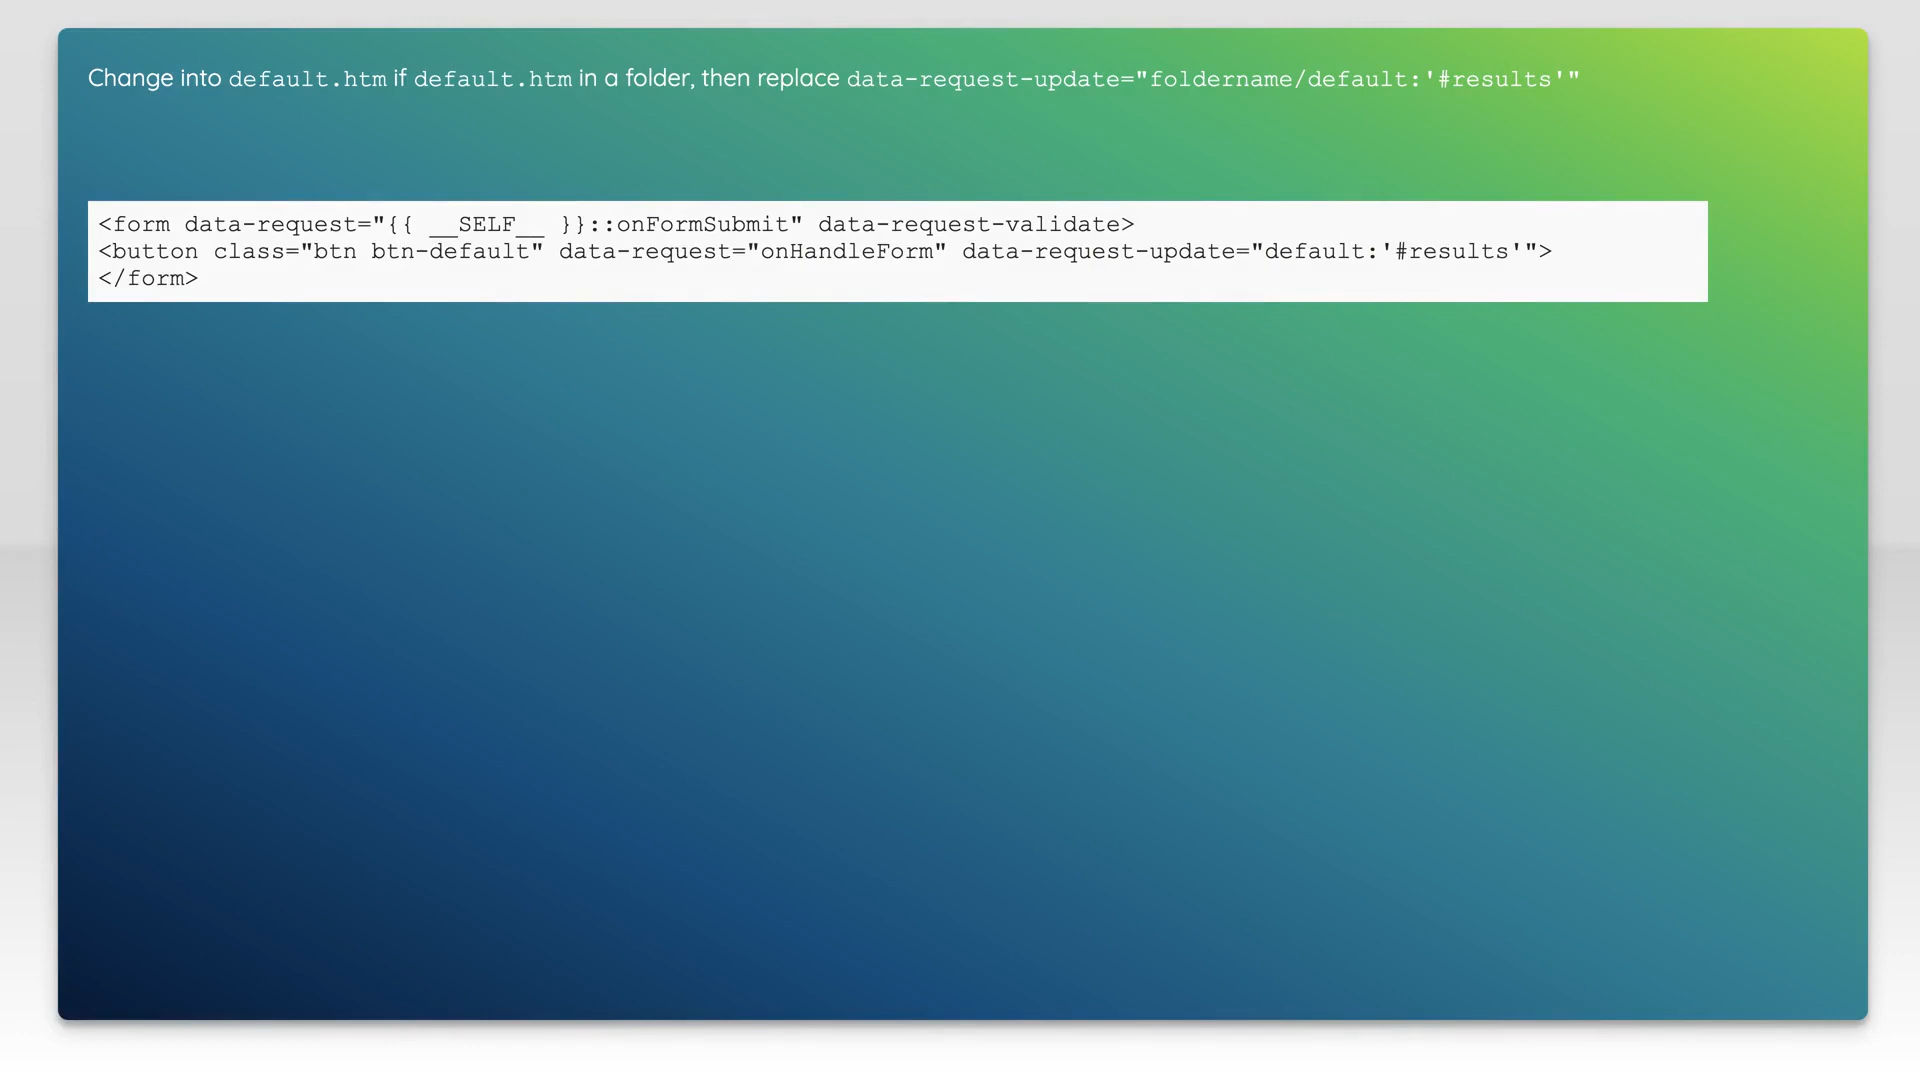 Change into default.htm if default.htm in a folder, then replace data-request-update="foldername/default:'#results'"
<form data-request="{{ __SELF__ }}::onFormSubmit" data-request-validate>
<button class="btn btn-default" data-request="onHandleForm" data-request-update="default:'#results'">
</form>